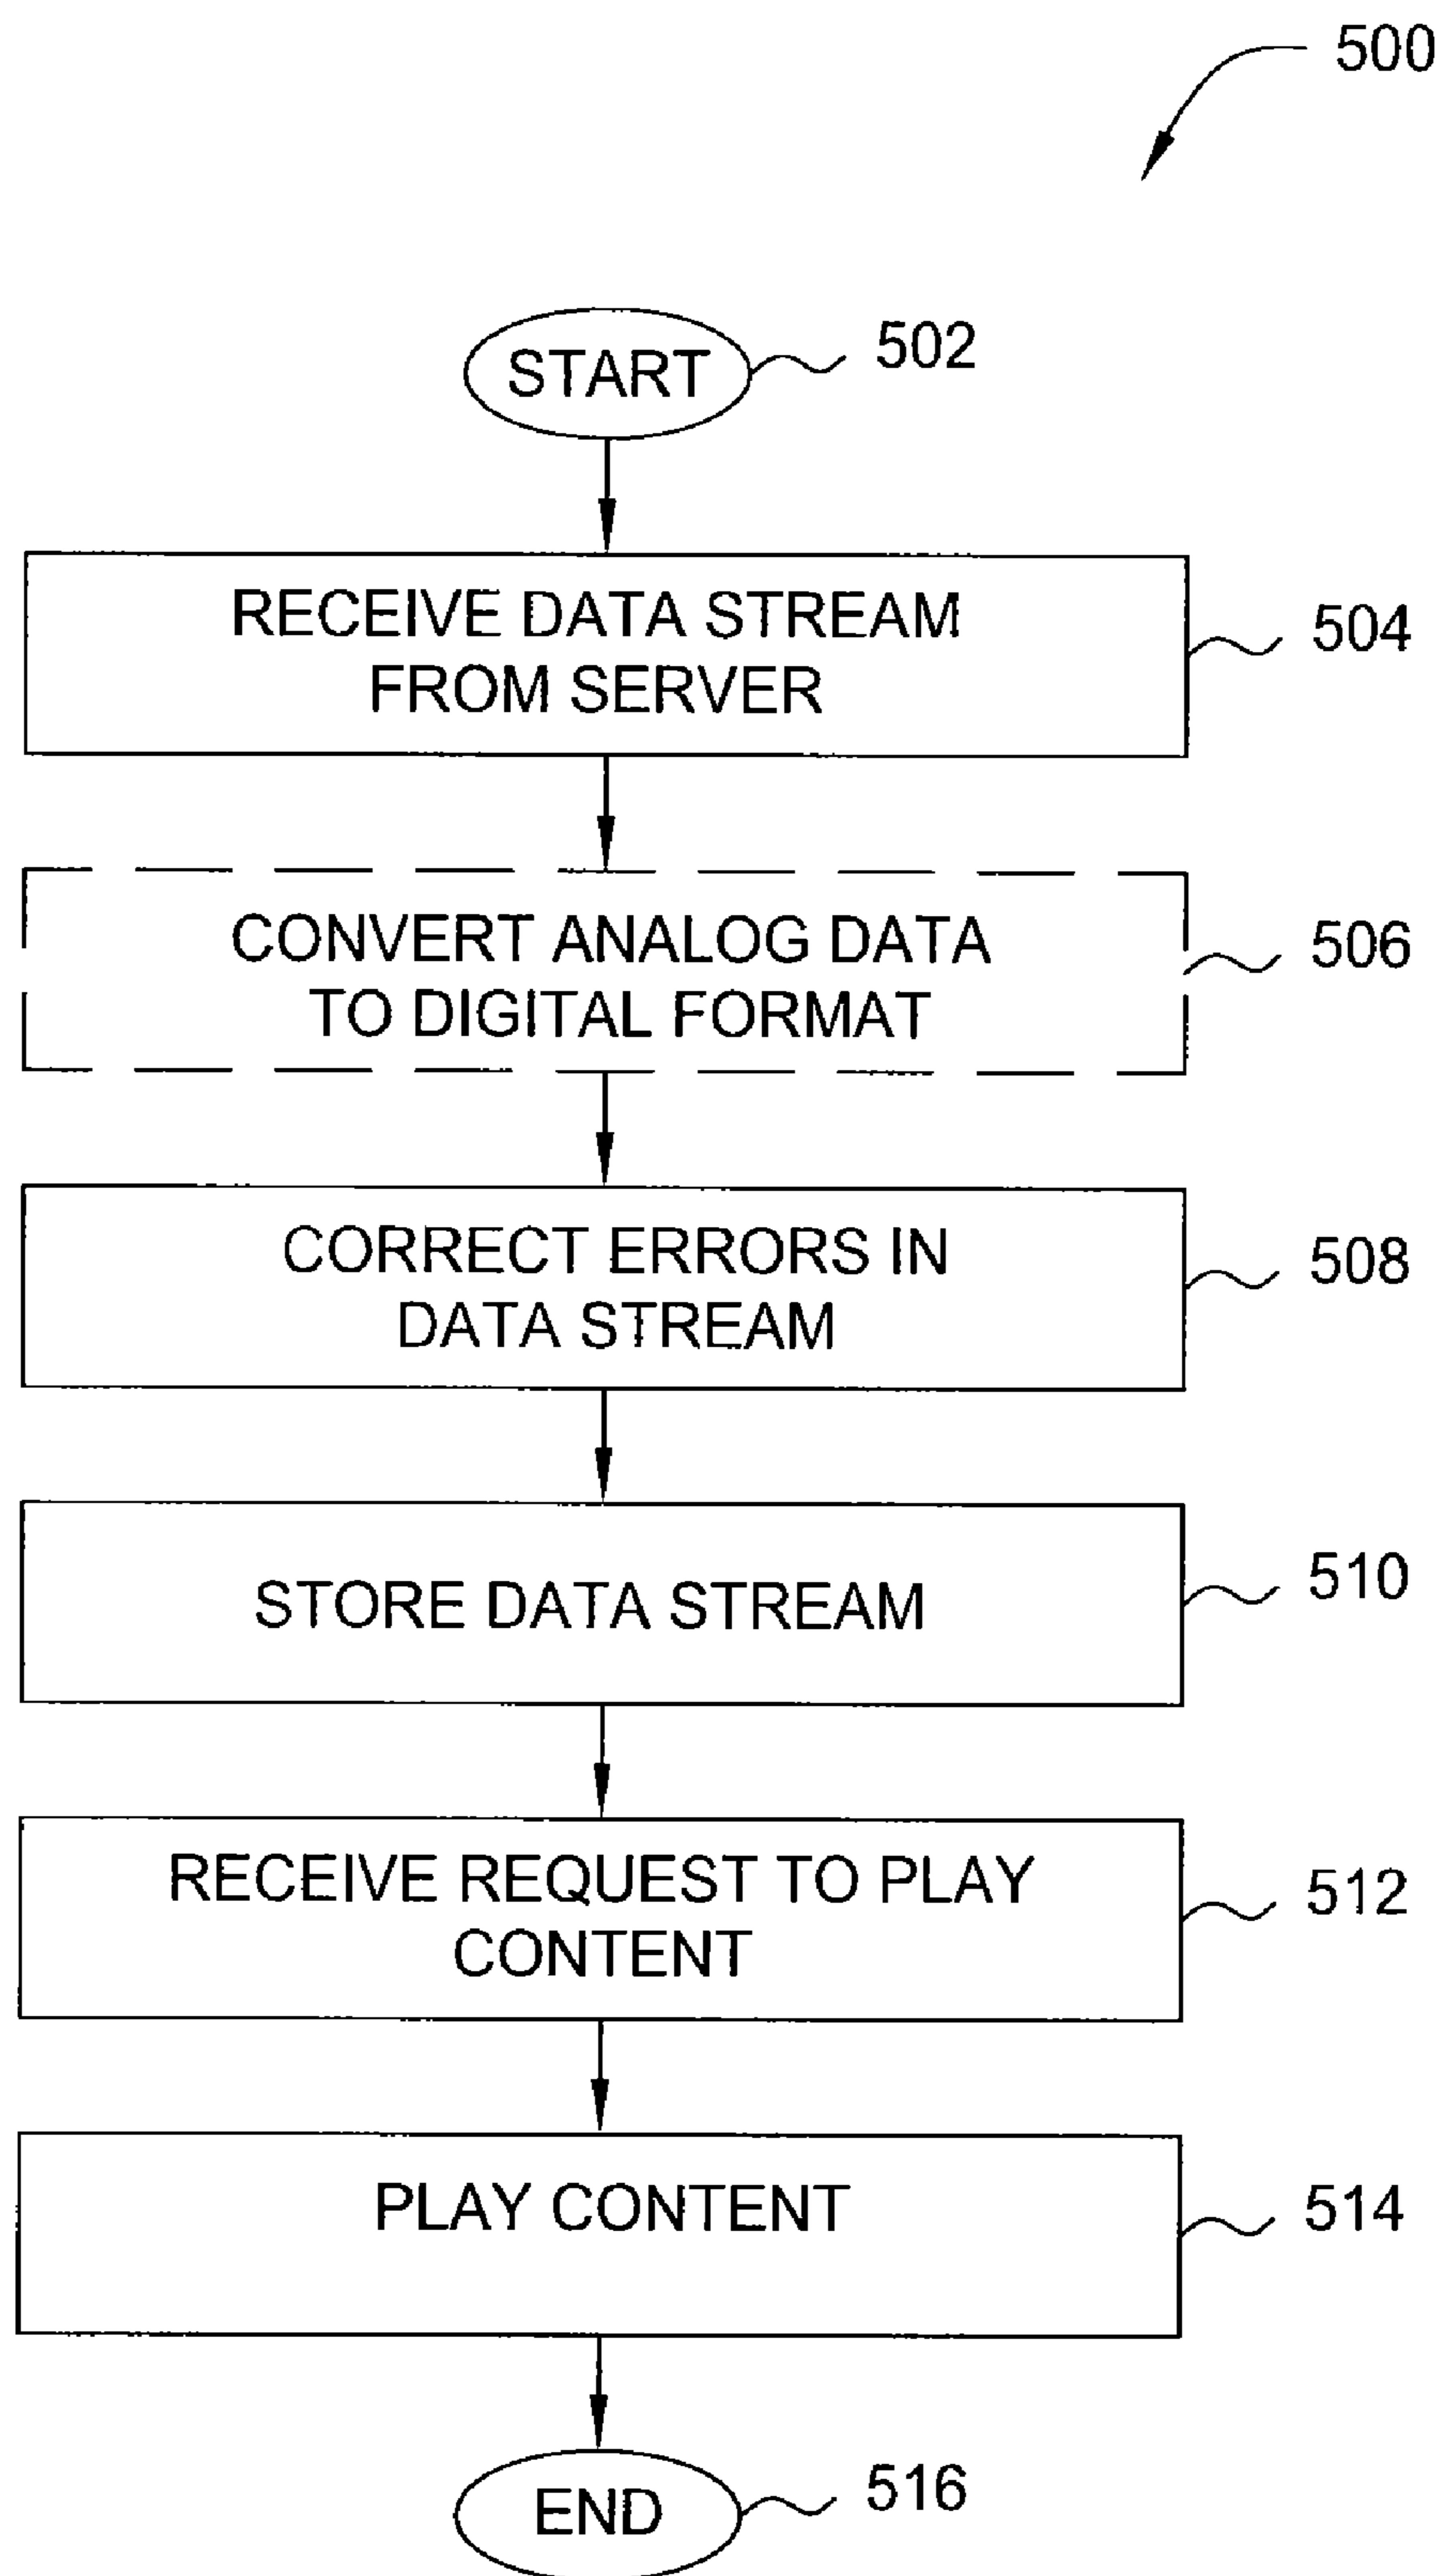 500
START
502
RECEIVE DATA STREAM
FROM SERVER
504
CONVERT ANALOG DATA
TO DIGITAL FORMAT
506
CORRECT ERRORS IN
DATA STREAM
508
STORE DATA STREAM
510
RECEIVE REQUEST TO PLAY
CONTENT
512
PLAY CONTENT
514
END
516